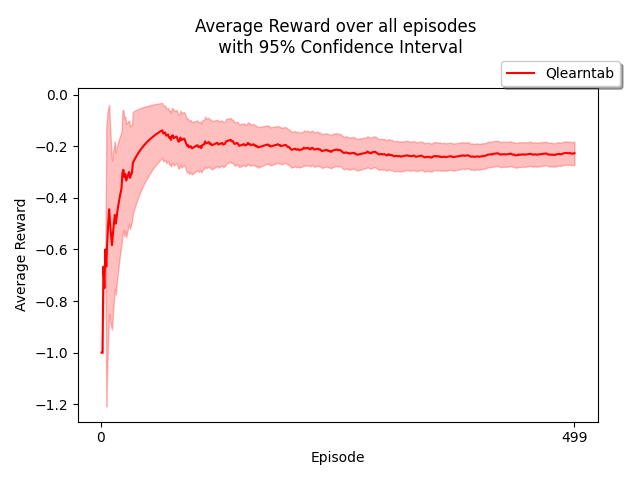 Average Reward over all episodes
with 95% Confidence Interval
Qlearntab
0.0
−0.2
−0.4
−0.6
−0.8
−1.0
−1.2
Average Reward
0
499
Episode